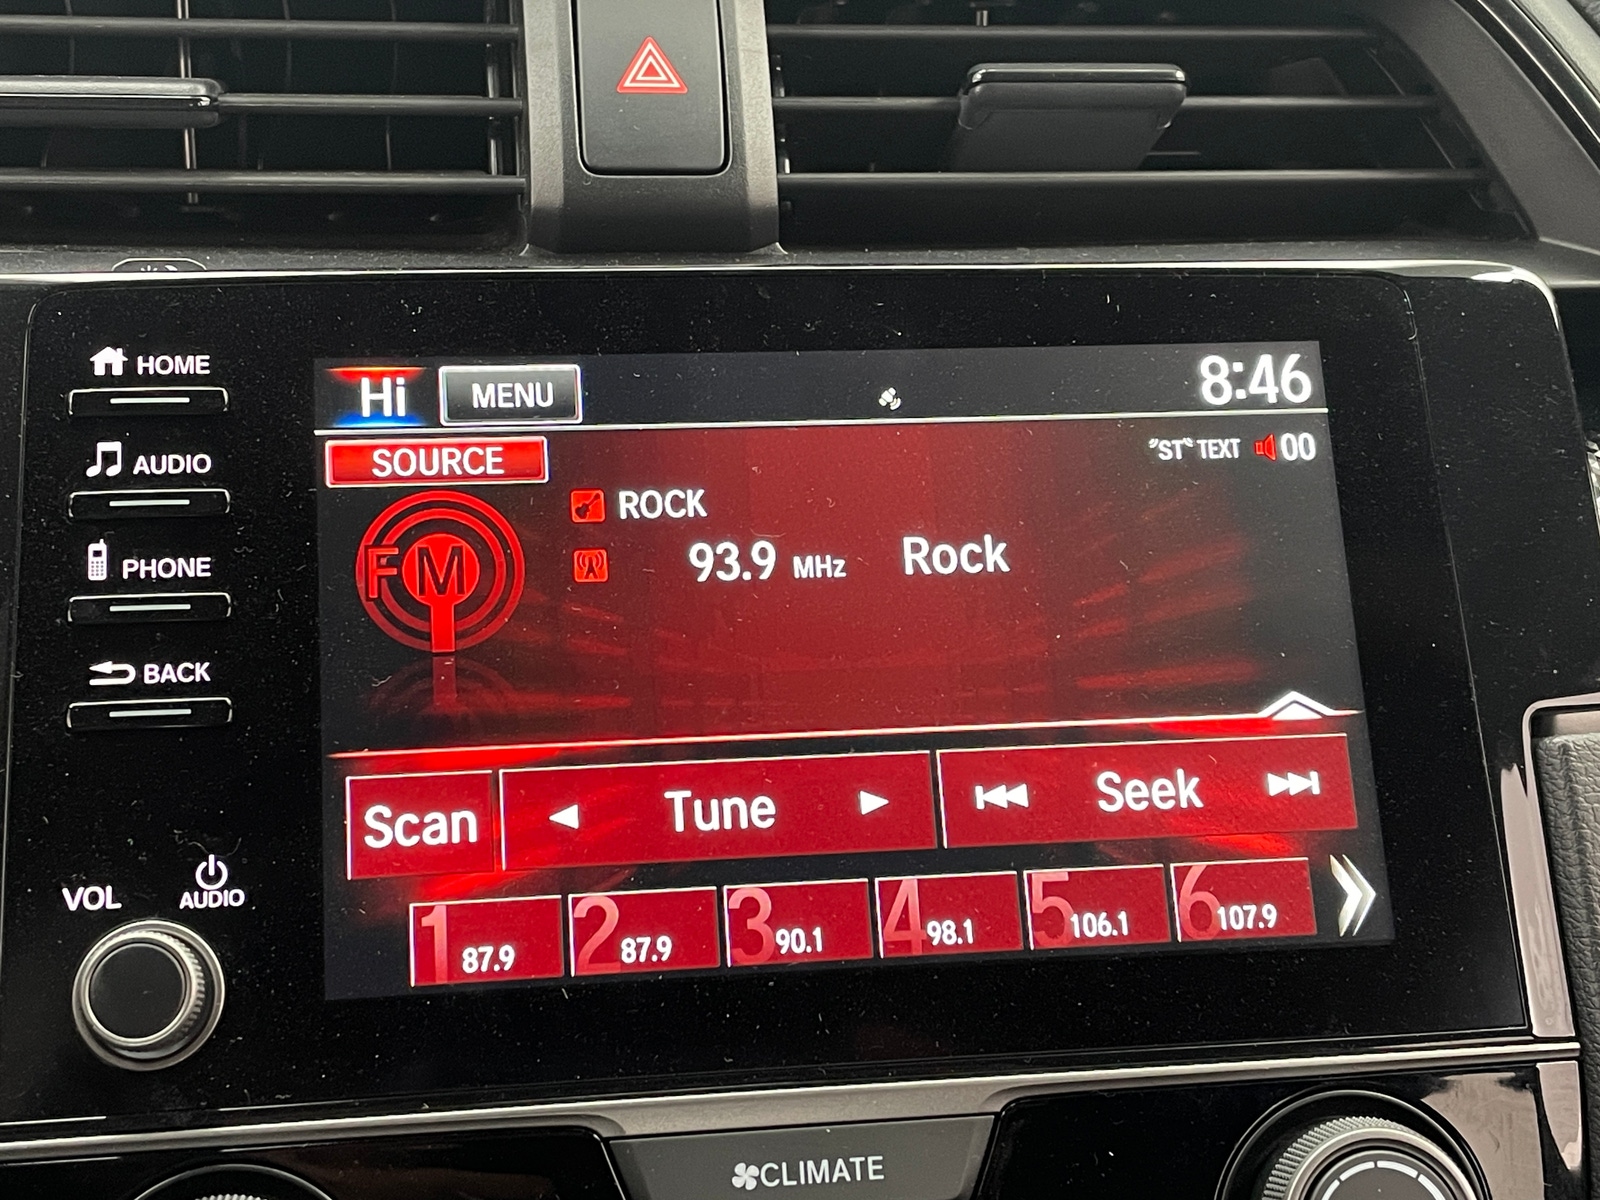 HOME
AUDIO
PHONE
BACK
VOL
AUDIO
Hi MENU 8:46
SOURCE "ST" TEXT 00
FM
ROCK
93.9 MHz Rock
Scan Tune Seek
1 87.9 2 87.9 3 90.1 4 98.1 5 106.1 6 107.9
CLIMATE